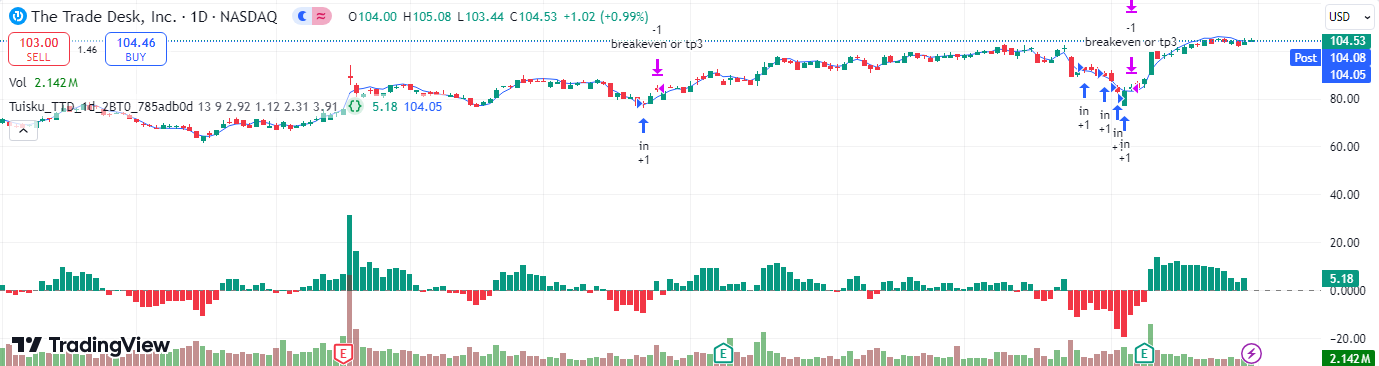 The Trade Desk, Inc. · 1D · NASDAQ O104.00 H105.08 L103.44 C104.53 +1.02 (+0.99%)
USD
103.00
SELL
1.46
104.46
BUY
Vol 2.142 M
Tuisku_TTD_1d_2BT0_785adb0d 13 9 2.92 1.12 2.31 3.91 {} 5.18 104.05
-1
breakeven or tp3
in
+1
-1
breakeven or tp3
in
+1
in
+1
in
+1
in
+1
104.53
Post 104.08
104.05
80.00
60.00
40.00
20.00
5.18
0.0000
-20.00
2.142 M
E
E
E
TradingView